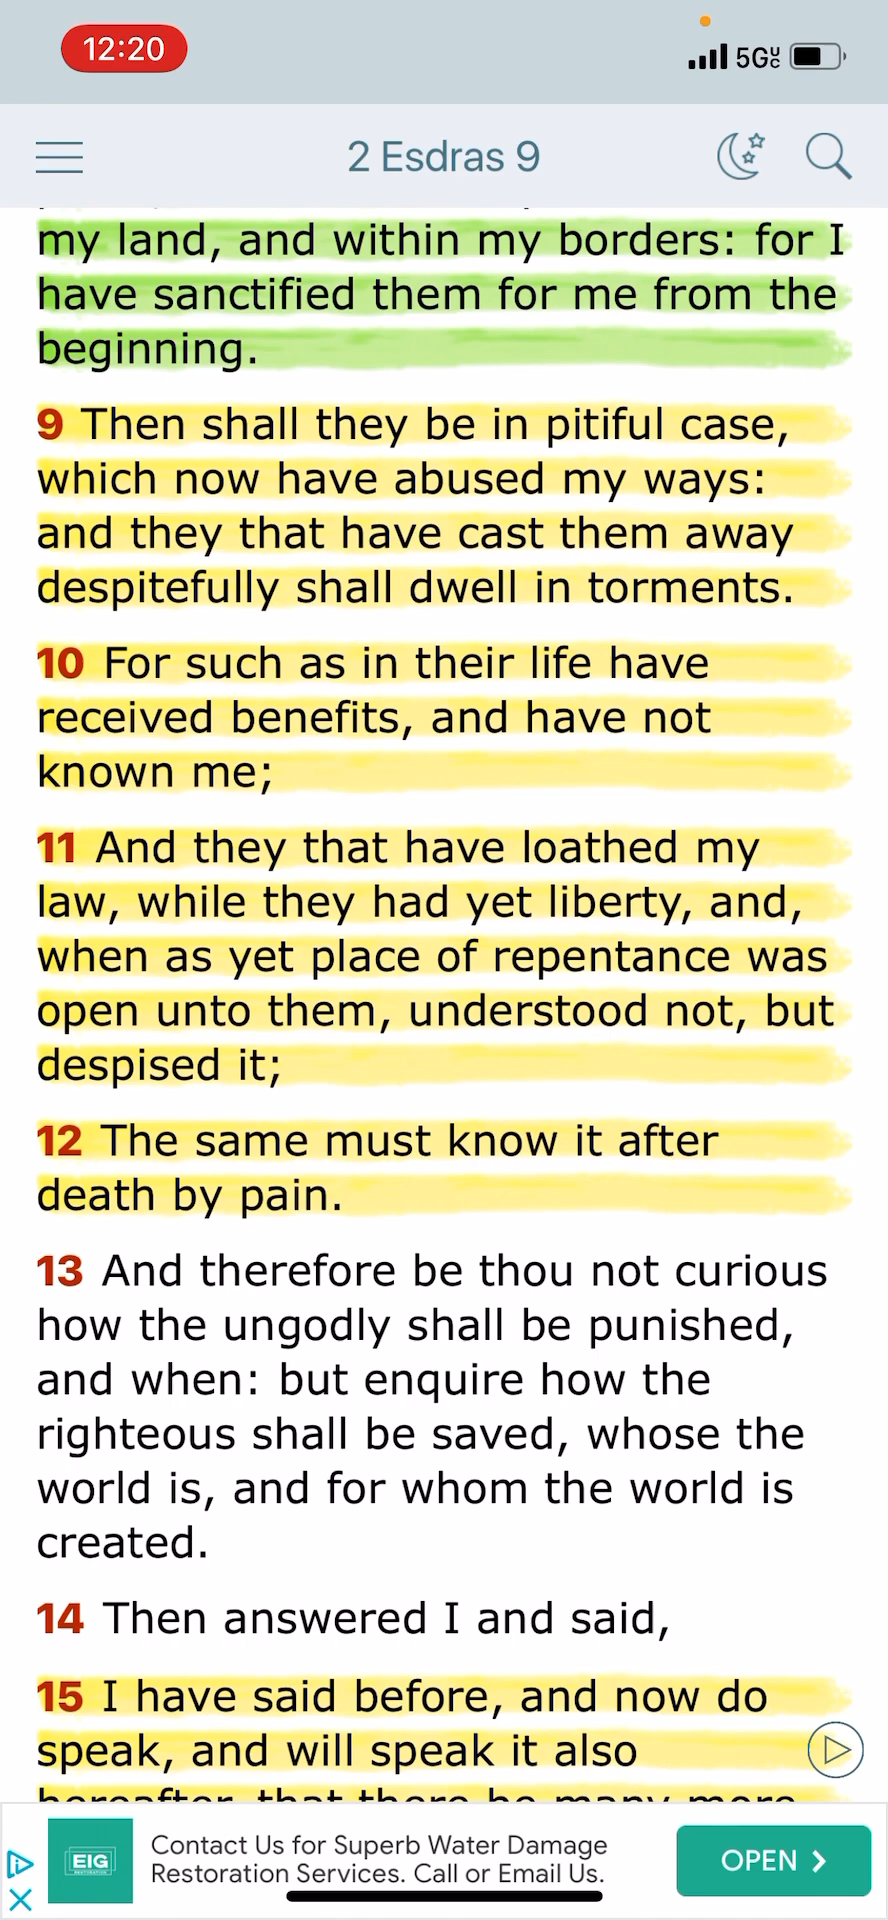 12:20
5G UC
2 Esdras 9
my land, and within my borders: for I
have sanctified them for me from the
beginning.
9 Then shall they be in pitiful case,
which now have abused my ways:
and they that have cast them away
despitefully shall dwell in torments.
10 For such as in their life have
received benefits, and have not
known me;
11 And they that have loathed my
law, while they had yet liberty, and,
when as yet place of repentance was
open unto them, understood not, but
despised it;
12 The same must know it after
death by pain.
13 And therefore be thou not curious
how the ungodly shall be punished,
and when: but enquire how the
righteous shall be saved, whose the
world is, and for whom the world is
created.
14 Then answered I and said,
15 I have said before, and now do
speak, and will speak it also
hereafter, that there be many more
EIG
RESTORATION
Contact Us for Superb Water Damage
Restoration Services. Call or Email Us.
OPEN